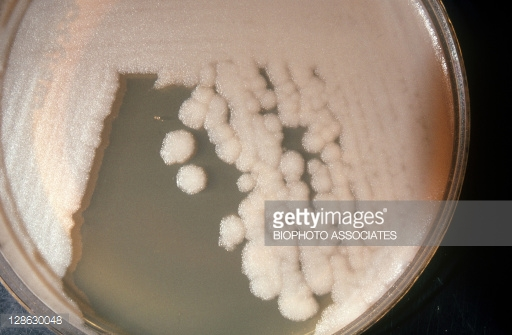 gettyimages®
BIOPHOTO ASSOCIATES
128630048